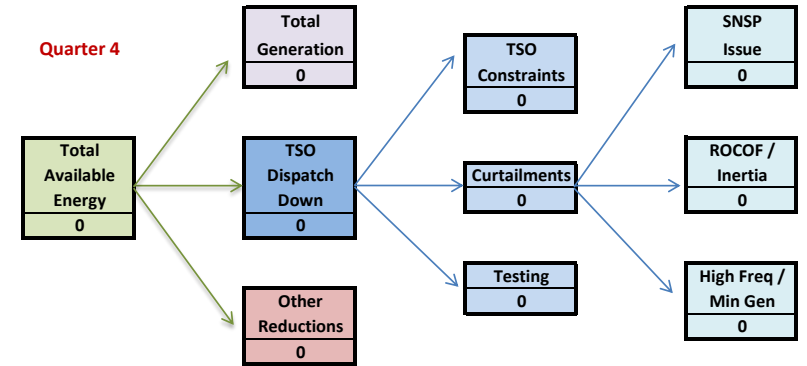 Quarter 4
Total
Available
Energy
0
Total
Generation
0
TSO
Dispatch
Down
0
Other
Reductions
0
TSO
Constraints
0
Curtailments
0
Testing
0
SNSP
Issue
0
ROCOF /
Inertia
0
High Freq /
Min Gen
0